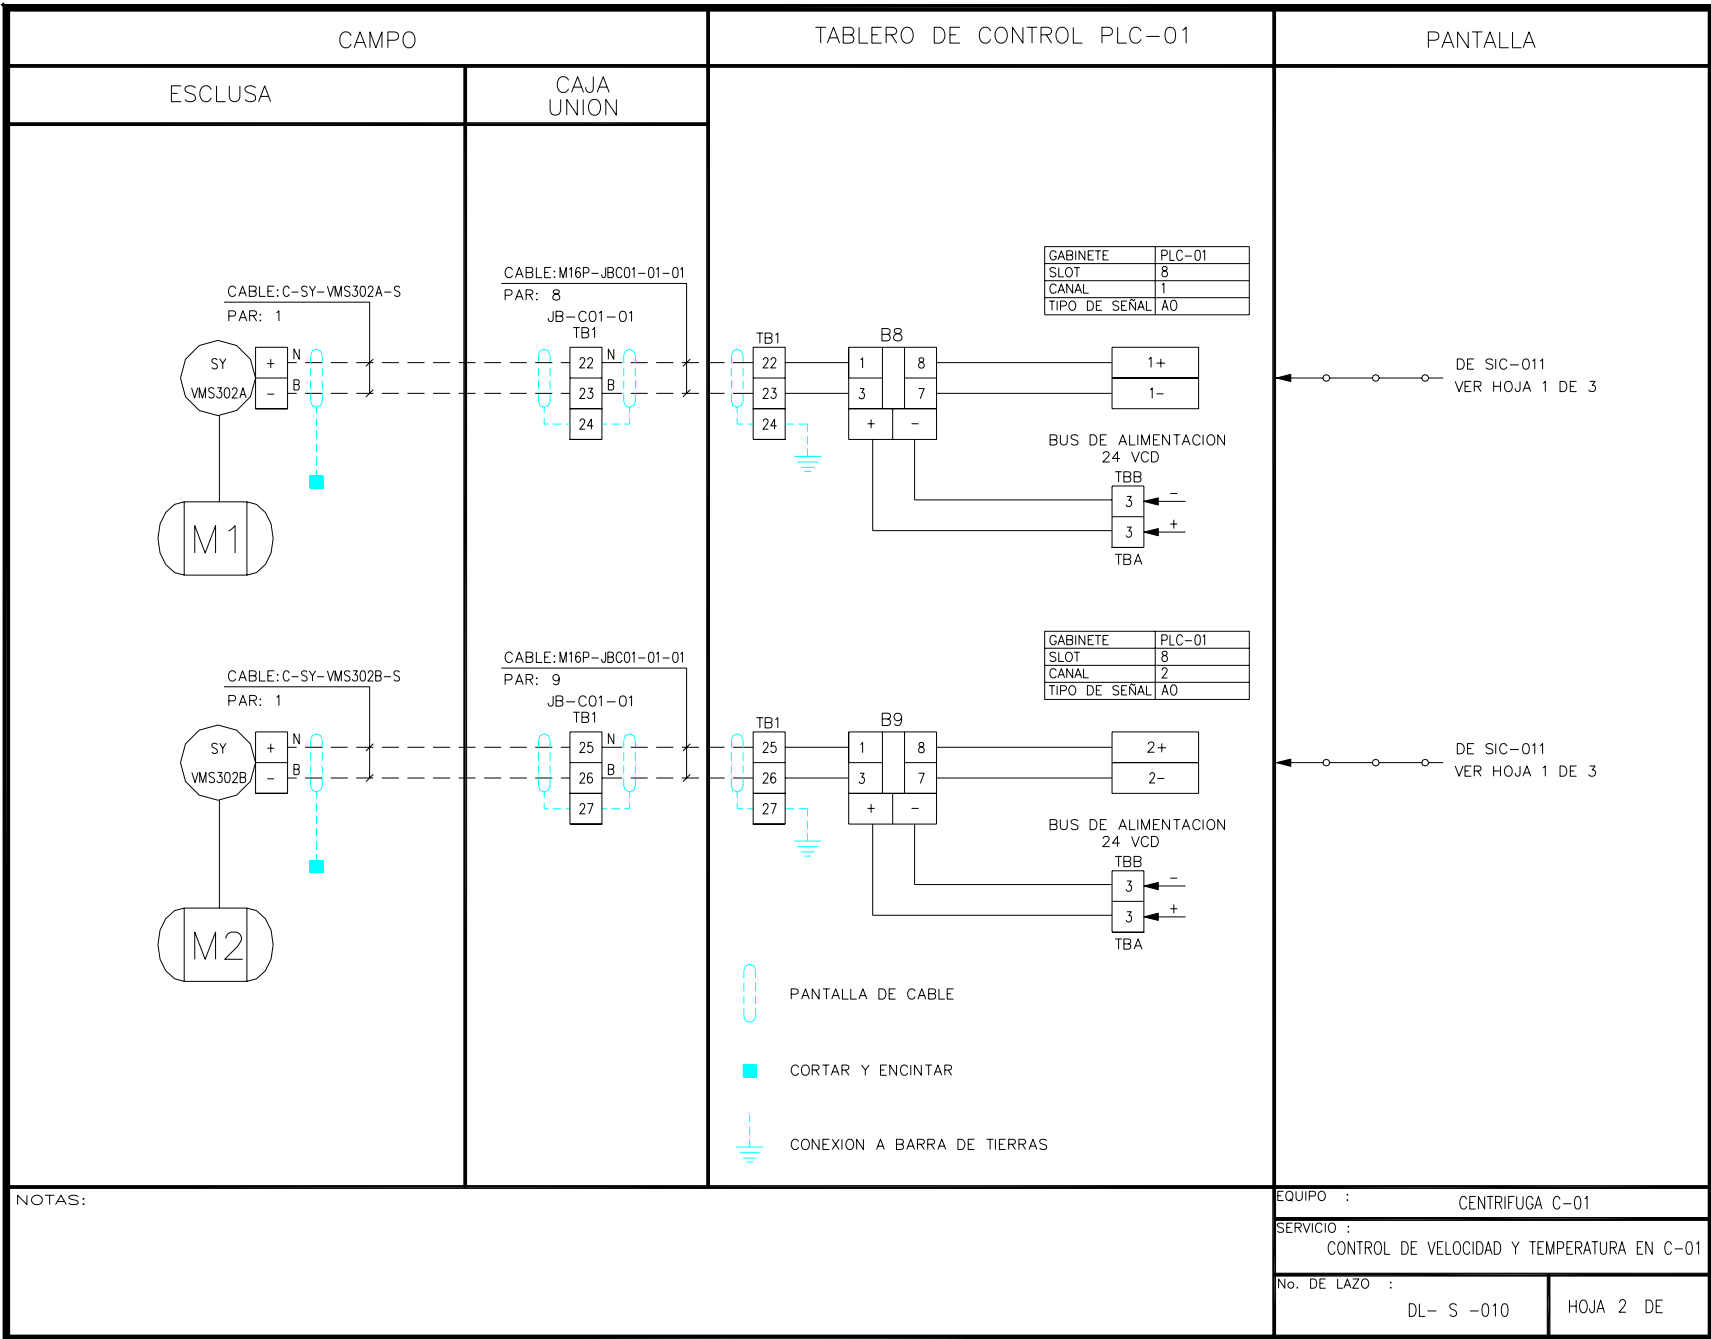 CAMPO
TABLERO DE CONTROL PLC-01
PANTALLA
ESCLUSA
CAJA
UNION
GABINETE PLC-01
SLOT 8
CANAL 1
TIPO DE SEÑAL AO
CABLE: M16P-JBC01-01-01
PAR: 8
CABLE: C-SY-VMS302A-S
PAR: 1
JB-C01-01
TB1
TB1
B8
SY
VMS302A
+ N
- B
22 N
23 B
24
22
23
24
1 8
3 7
+ -
1+
1-
DE SIC-011
VER HOJA 1 DE 3
BUS DE ALIMENTACION
24 VCD
TBB
3 -
3 +
TBA
M1
GABINETE PLC-01
SLOT 8
CANAL 2
TIPO DE SEÑAL AO
CABLE: M16P-JBC01-01-01
PAR: 9
CABLE: C-SY-VMS302B-S
PAR: 1
JB-C01-01
TB1
TB1
B9
SY
VMS302B
+ N
- B
25 N
26 B
27
25
26
27
1 8
3 7
+ -
2+
2-
DE SIC-011
VER HOJA 1 DE 3
BUS DE ALIMENTACION
24 VCD
TBB
3 -
3 +
TBA
M2
PANTALLA DE CABLE
CORTAR Y ENCINTAR
CONEXION A BARRA DE TIERRAS
NOTAS:
EQUIPO :
CENTRIFUGA C-01
SERVICIO :
CONTROL DE VELOCIDAD Y TEMPERATURA EN C-01
No. DE LAZO :
DL- S -010
HOJA 2 DE